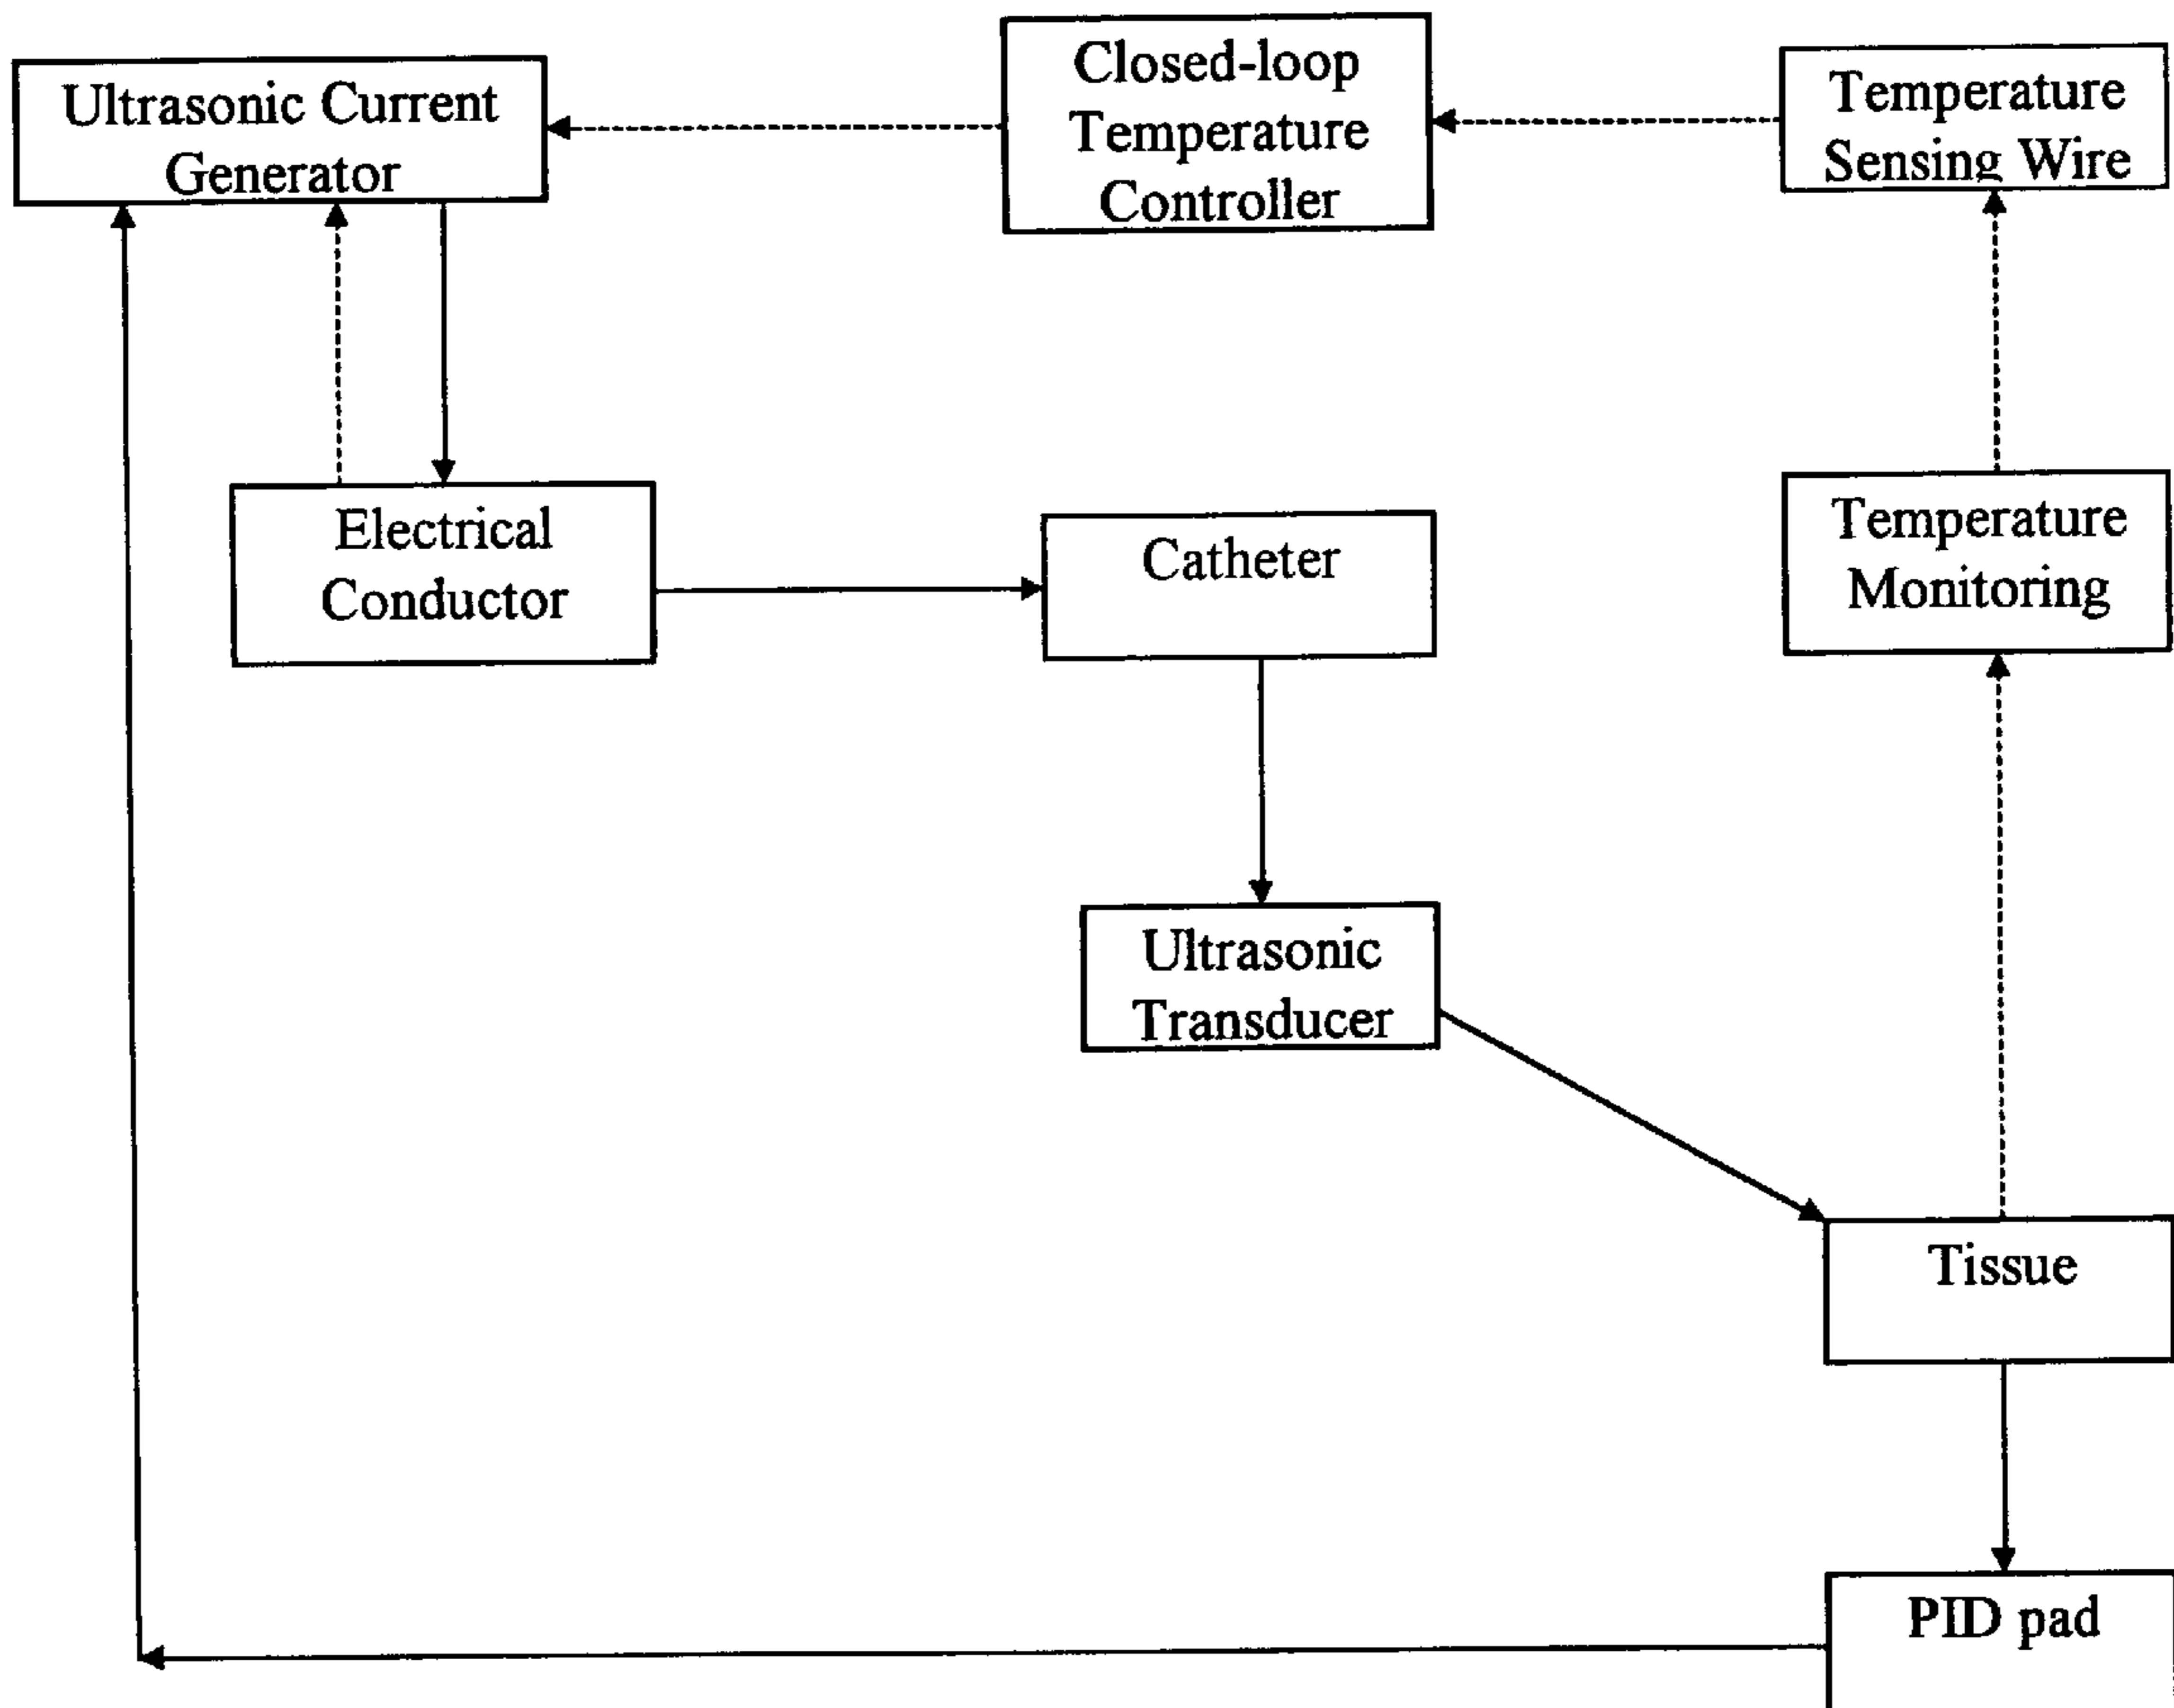 Ultrasonic Current
Generator
Closed-loop
Temperature
Controller
Temperature
Sensing Wire
Electrical
Conductor
Catheter
Temperature
Monitoring
Ultrasonic
Transducer
Tissue
PID pad